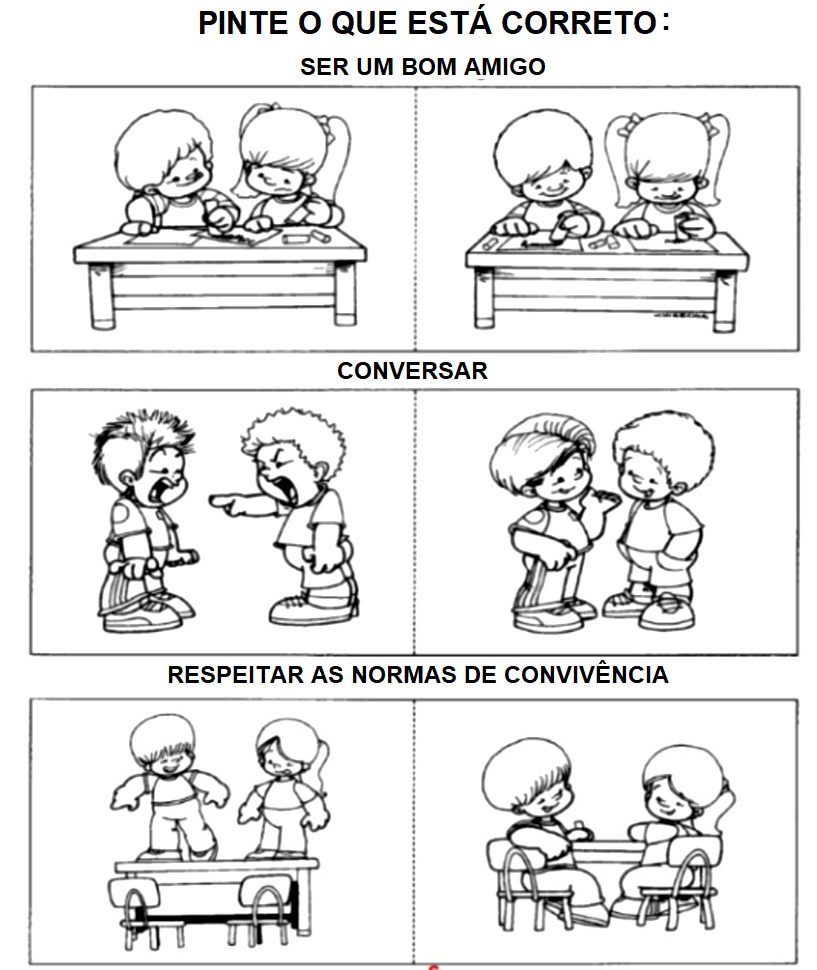 PINTE O QUE ESTÁ CORRETO:
SER UM BOM AMIGO
CONVERSAR
RESPEITAR AS NORMAS DE CONVIVÊNCIA